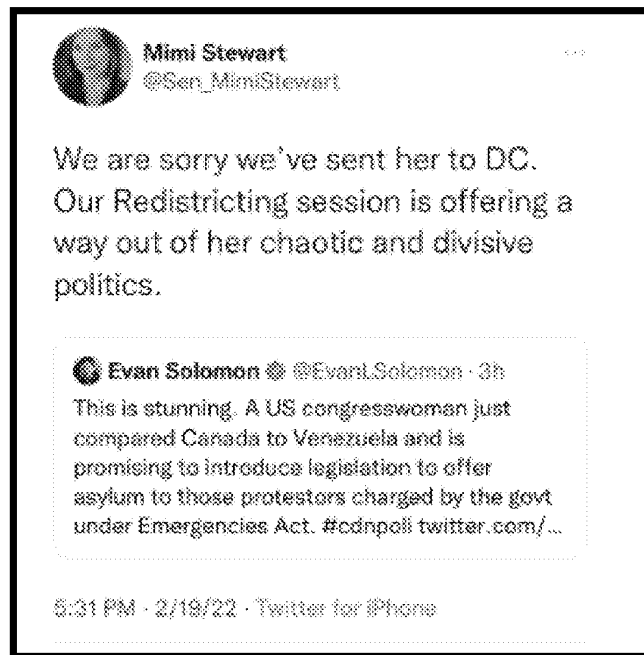 Mimi Stewart
@Sen_MimiStewart
We are sorry we've sent her to DC.
Our Redistricting session is offering a
way out of her chaotic and divisive
politics.
Evan Solomon @EvanLSolomon · 3h
This is stunning. A US congresswoman just
compared Canada to Venezuela and is
promising to introduce legislation to offer
asylum to those protestors charged by the govt
under Emergencies Act. #cdnpoli twitter.com/...
5:31 PM · 2/19/22 · Twitter for iPhone